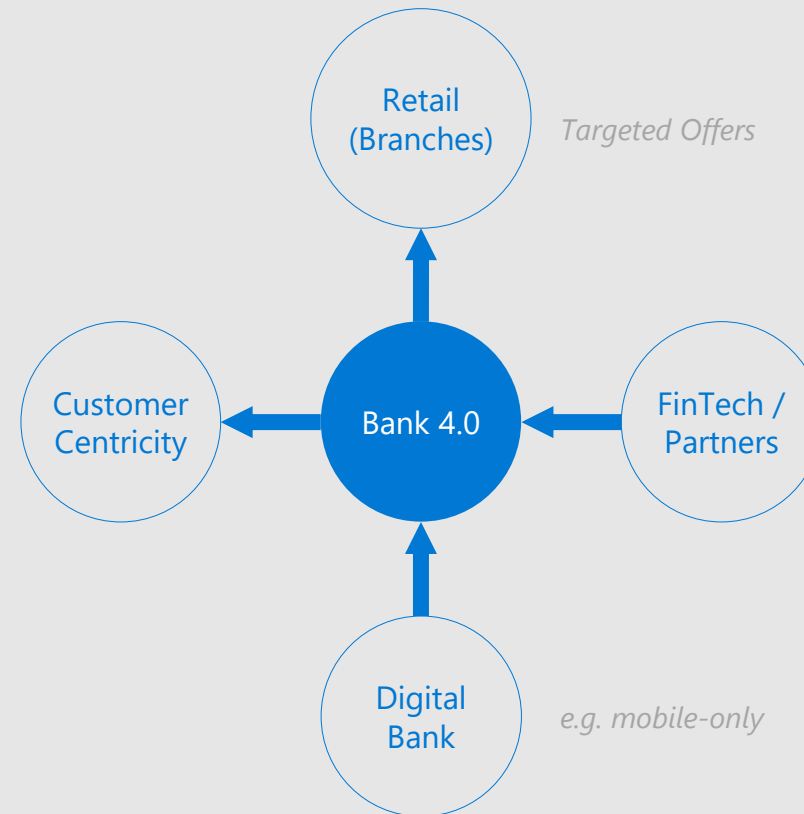 Retail
(Branches)
Targeted Offers
Customer
Centricity
Bank 4.0
FinTech /
Partners
Digital
Bank
e.g. mobile-only